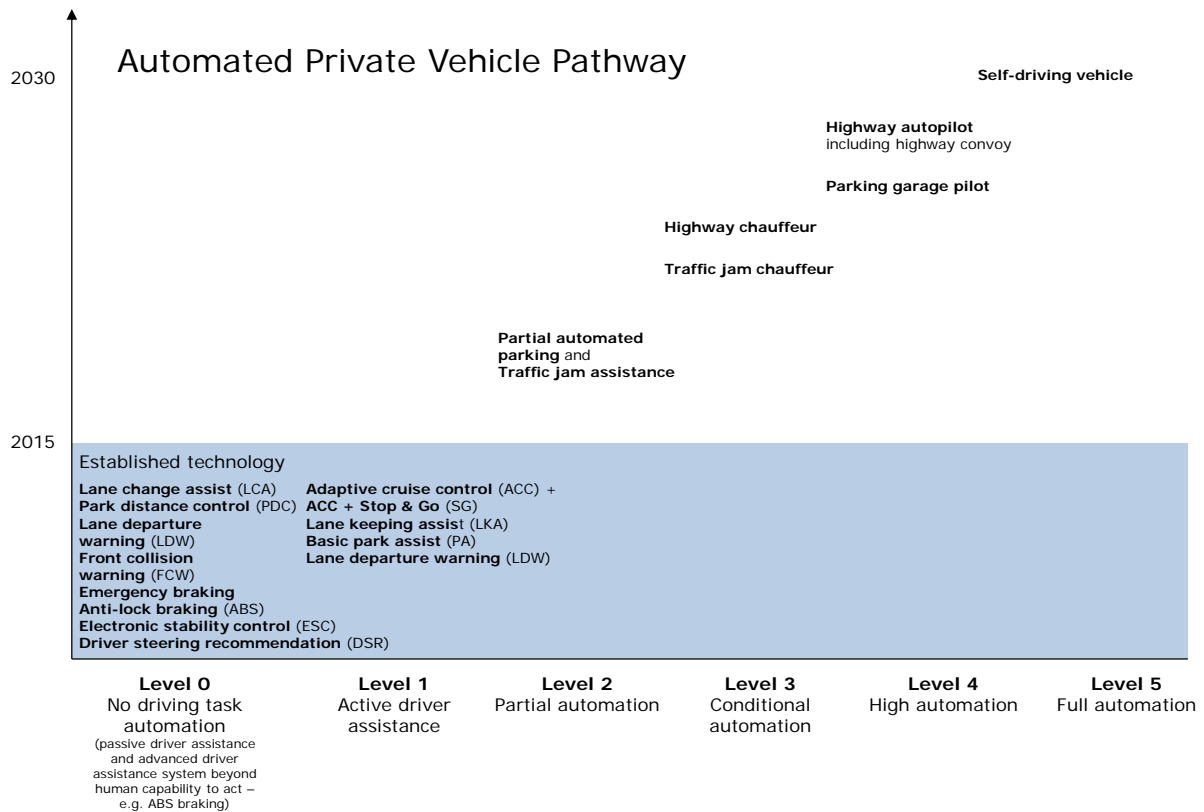 Automated Private Vehicle Pathway
2030
Self-driving vehicle
Highway autopilot
including highway convoy
Parking garage pilot
Highway chauffeur
Traffic jam chauffeur
Partial automated
parking and
Traffic jam assistance
2015
Established technology
Lane change assist (LCA)
Park distance control (PDC)
Lane departure
warning (LDW)
Front collision
warning (FCW)
Emergency braking
Anti-lock braking (ABS)
Electronic stability control (ESC)
Driver steering recommendation (DSR)
Adaptive cruise control (ACC) +
ACC + Stop & Go (SG)
Lane keeping assist (LKA)
Basic park assist (PA)
Lane departure warning (LDW)
Level 0
No driving task
automation
(passive driver assistance
and advanced driver
assistance system beyond
human capability to act –
e.g. ABS braking)
Level 1
Active driver
assistance
Level 2
Partial automation
Level 3
Conditional
automation
Level 4
High automation
Level 5
Full automation